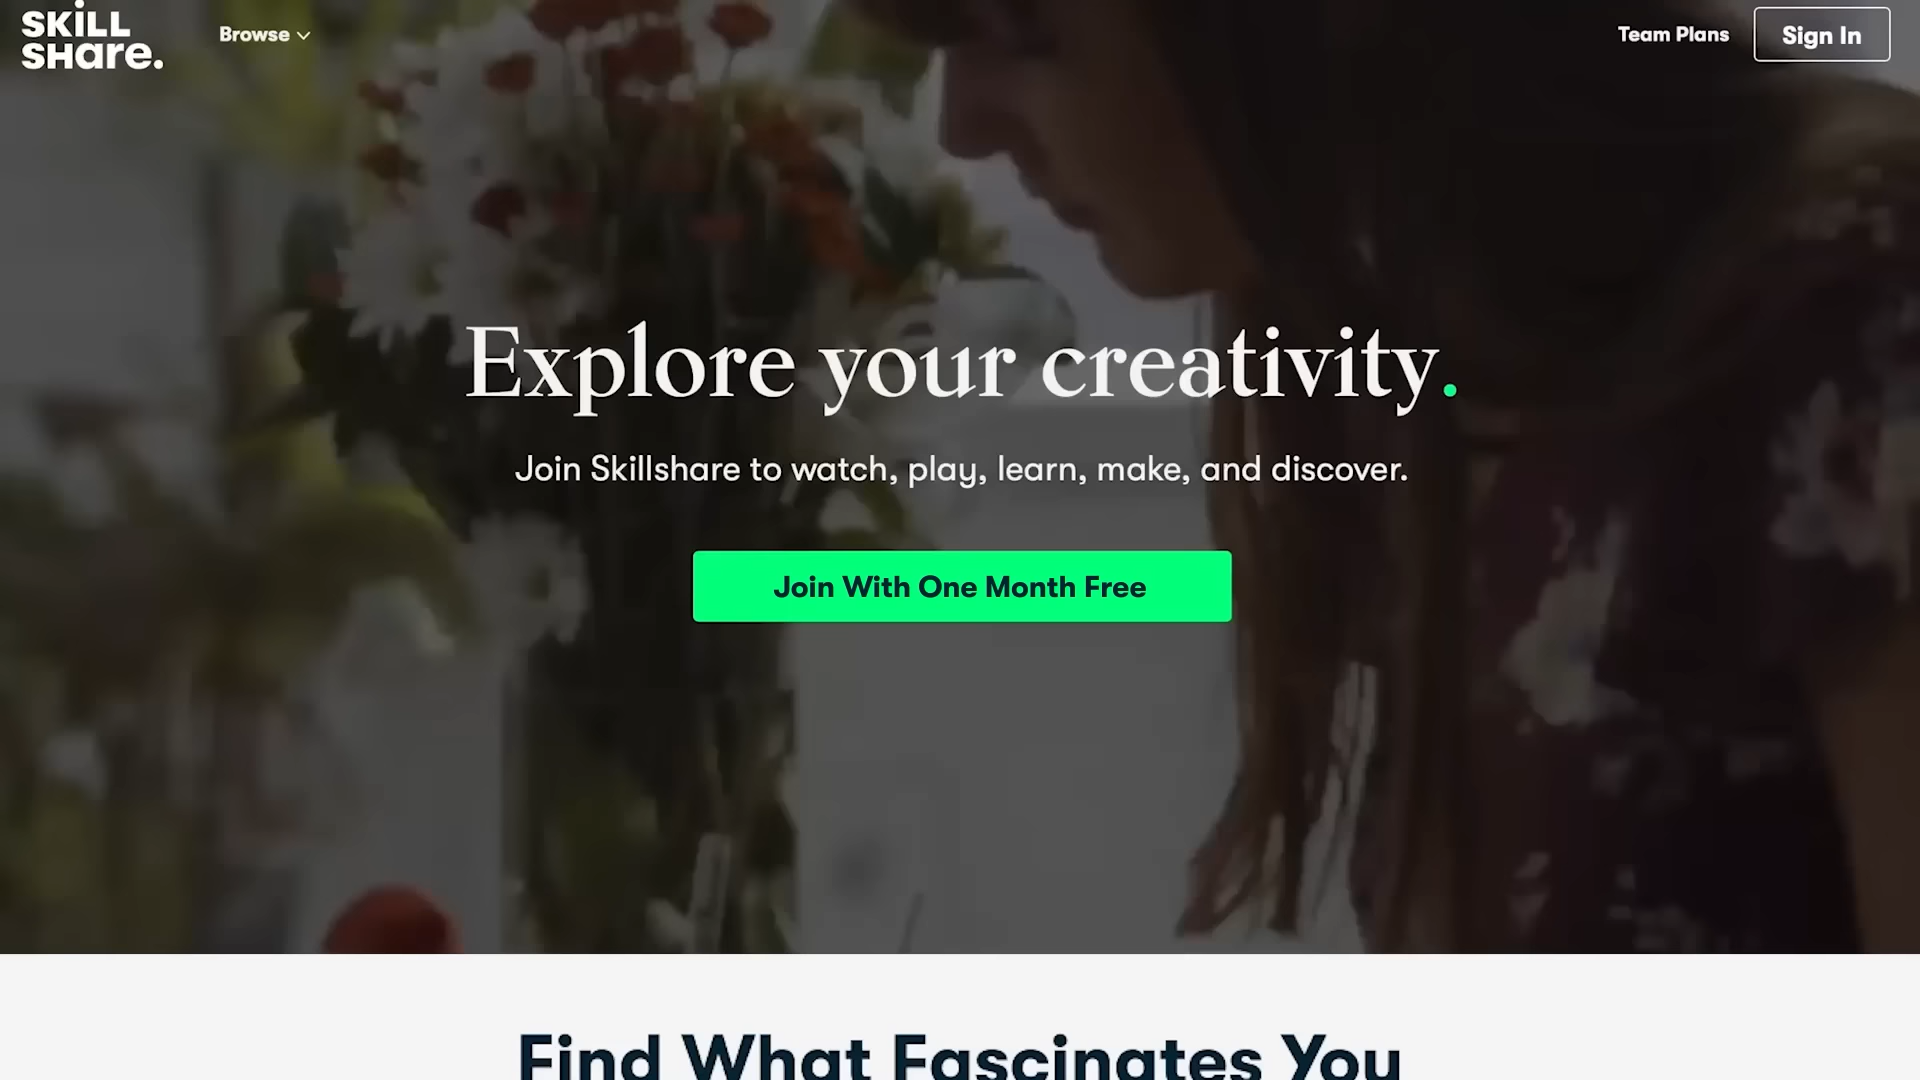 SKiLL
SHare.
Browse
Team Plans
Sign In
Explore your creativity.
Join Skillshare to watch, play, learn, make, and discover.
Join With One Month Free
Find What Fascinates You